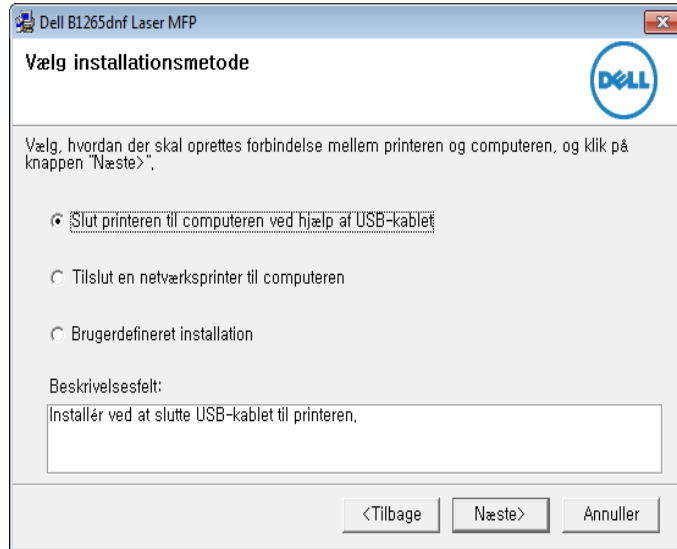 Dell B1265dnf Laser MFP
Vælg installationsmetode
DELL
Vælg, hvordan der skal oprettes forbindelse mellem printeren og computeren, og klik på
knappen "Næste>",
Slut printeren til computeren ved hjælp af USB-kablet
Tilslut en netværksprinter til computeren
Brugerdefineret installation
Beskrivelsesfelt:
Installér ved at slutte USB-kablet til printeren,
<Tilbage
Næste>
Annuller